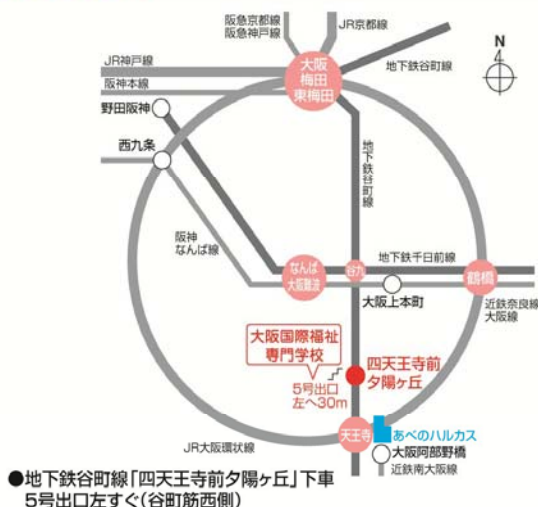 阪急京都線
阪急神戸線
JR京都線
N
JR神戸線
阪神本線
大阪
梅田
東梅田
地下鉄谷町線
野田阪神
西九条
地下鉄谷町線
阪神
なんば線
なんば
大阪難波
谷九
地下鉄千日前線
鶴橋
大阪上本町
近鉄奈良線
大阪線
大阪国際福祉
専門学校
四天王寺前
夕陽ヶ丘
5号出口
左へ30m
天王寺
あべのハルカス
JR大阪環状線
大阪阿部野橋
近鉄南大阪線
●地下鉄谷町線「四天王寺前夕陽ヶ丘」下車
5号出口左すぐ(谷町筋西側)